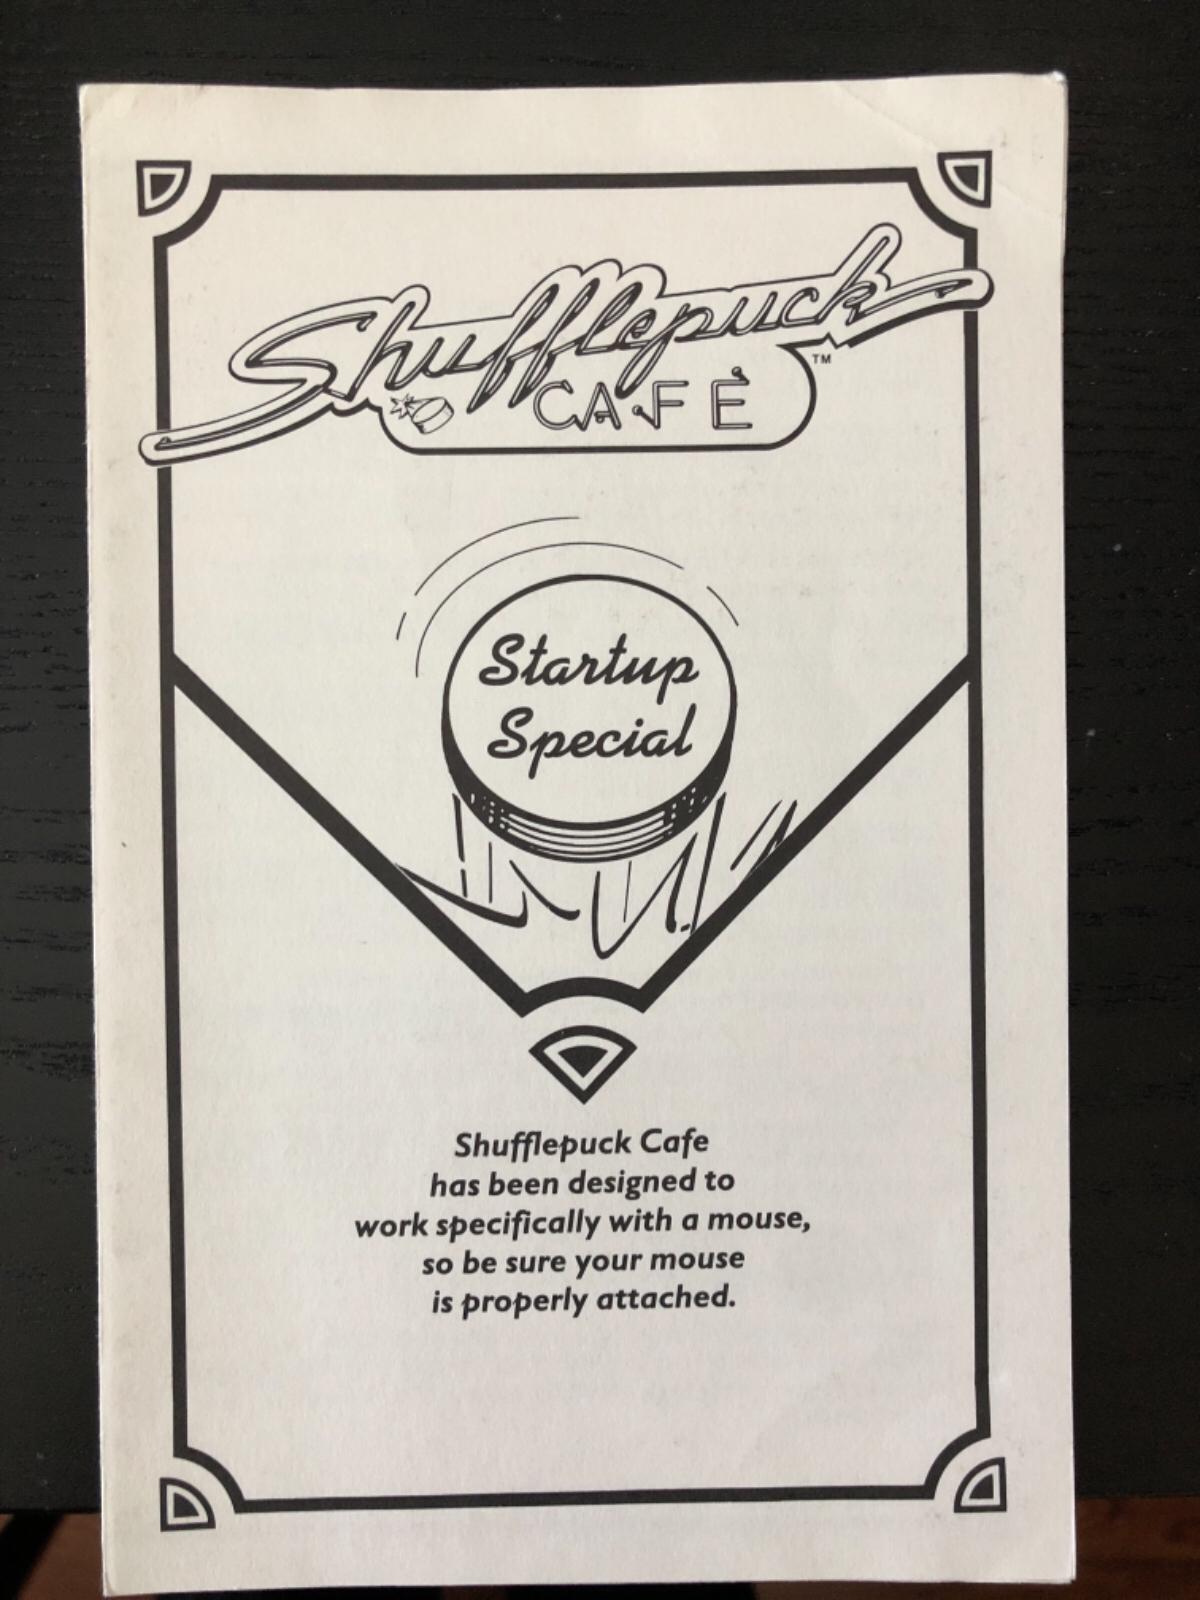 Shufflepuck
CAFÉ ™
Startup
Special
Shufflepuck Cafe
has been designed to
work specifically with a mouse,
so be sure your mouse
is properly attached.